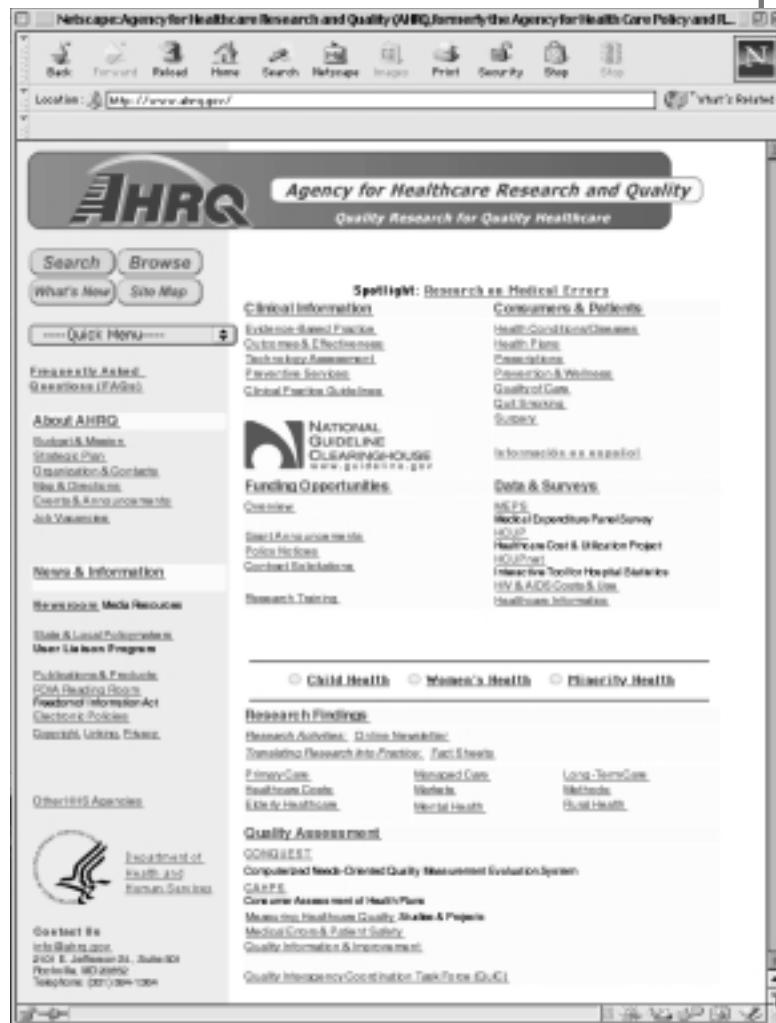 Netscape: Agency for Healthcare Research and Quality (AHRQ, formerly the Agency for Health Care Policy and R...
Back Forward Reload Home Search Netscape Images Print Security Shop Stop
N
Location: http://www.ahrq.gov/ What's Related
AHRQ
Agency for Healthcare Research and Quality
Quality Research for Quality Healthcare
Search Browse
What's New Site Map
----Quick Menu----
Frequently Asked
Questions (FAQs)
About AHRQ
Budget & Mission
Strategic Plan
Organization & Contacts
Map & Directions
Events & Announcements
Job Vacancies
News & Information
Newsroom Media Resources
State & Local Policymakers
User Liaison Program
Publications & Products
FOIA Reading Room
Freedom of Information Act
Electronic Policies
Copyright, Linking, Privacy
Other HHS Agencies
Department of
Health and
Human Services
Contact Us
info@ahrq.gov
2101 E. Jefferson St., Suite 501
Rockville, MD 20852
Telephone: (301) 594-1364
Spotlight: Research on Medical Errors
Clinical Information
Evidence-Based Practice
Outcomes & Effectiveness
Technology Assessment
Preventive Services
Clinical Practice Guidelines
NATIONAL
GUIDELINE
CLEARINGHOUSE
www.guideline.gov
Consumers & Patients
Health Conditions/Diseases
Health Plans
Prescriptions
Prevention & Wellness
Quality of Care
Quit Smoking
Surgery
Información en español
Funding Opportunities
Overview
Grant Announcements
Policy Notices
Contract Solicitations
Research Training
Data & Surveys
MEPS
Medical Expenditure Panel Survey
HCUP
Healthcare Cost & Utilization Project
HCUPnet
Interactive Tool for Hospital Statistics
HIV & AIDS Costs & Use
Healthcare Information
Child Health Women's Health Minority Health
Research Findings
Research Activities: Online Newsletter
Translating Research Into Practice: Fact Sheets
Primary Care Managed Care Long-Term Care
Healthcare Costs Markets Methods
Elderly Healthcare Mental Health Rural Health
Quality Assessment
CONQUEST
Computerized Needs-Oriented Quality Measurement Evaluation System
CAHPS
Consumer Assessment of Health Plans
Measuring Healthcare Quality Studies & Projects
Medical Errors & Patient Safety
Quality Information & Improvement
Quality Interagency Coordination Task Force (QuIC)